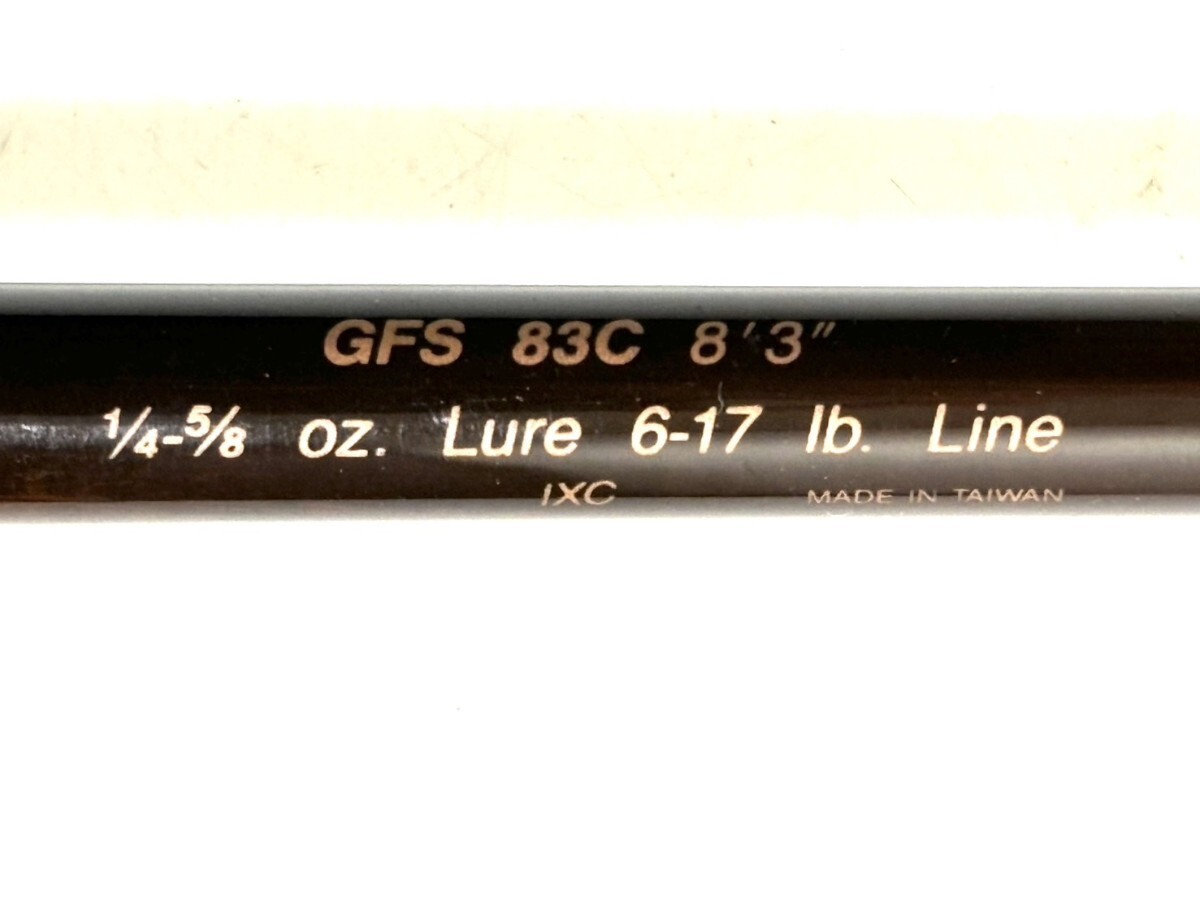 GFS 83C 8'3"
1/4-5/8 oz. Lure 6-17 lb. Line
IXC MADE IN TAIWAN